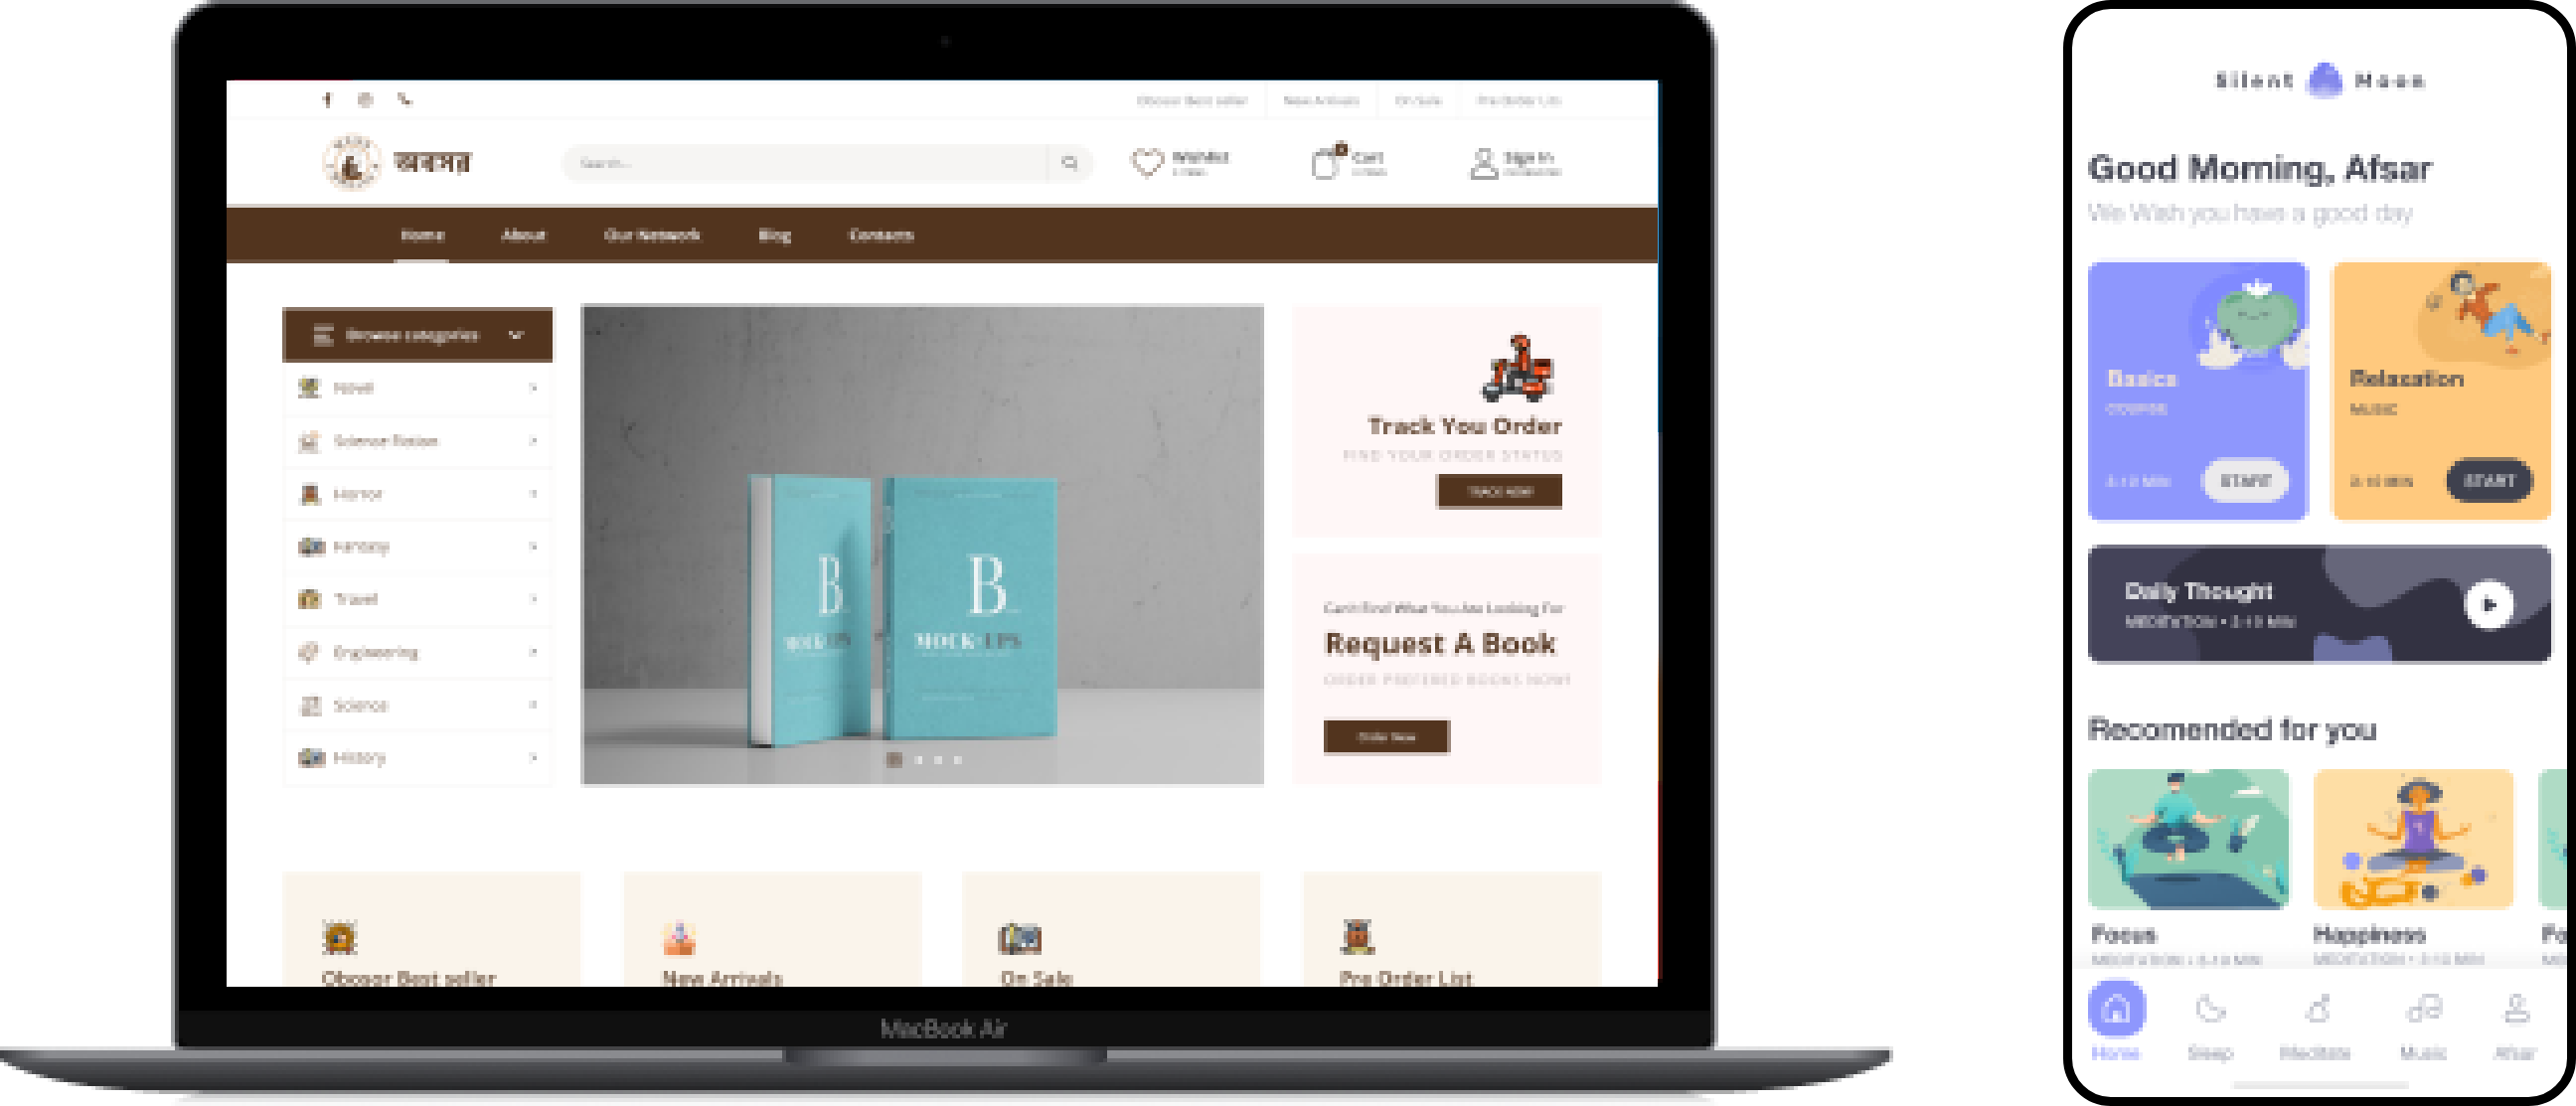 Obosor Best seller
New Arrivals
On Sale
Pre Order List
অবসর
Search...
Wishlist
Cart
Sign In
Home
About
Our Network
Blog
Contacts
Browse categories
Novel
Science fiction
Horror
Fantasy
Travel
Engineering
Science
History
B
MOCK-UPS
B
MOCK-UPS
Track You Order
FIND YOUR ORDER STATUS
TRACK NOW
Can't Find What You Are Looking For
Request A Book
Order Now
Obosor Best seller
New Arrivals
On Sale
Pre Order List
MacBook Air
Silent Moon
Good Morning, Afsar
We Wish you have a good day
Basics
COURSE
3-10 MIN
START
Relaxation
MUSIC
3-10 MIN
START
Daily Thought
MEDITATION • 3-10 MIN
Recomended for you
Focus
MEDITATION • 3-10 MIN
Happiness
MEDITATION • 3-10 MIN
Fo
Home
Sleep
Meditate
Music
Afsar